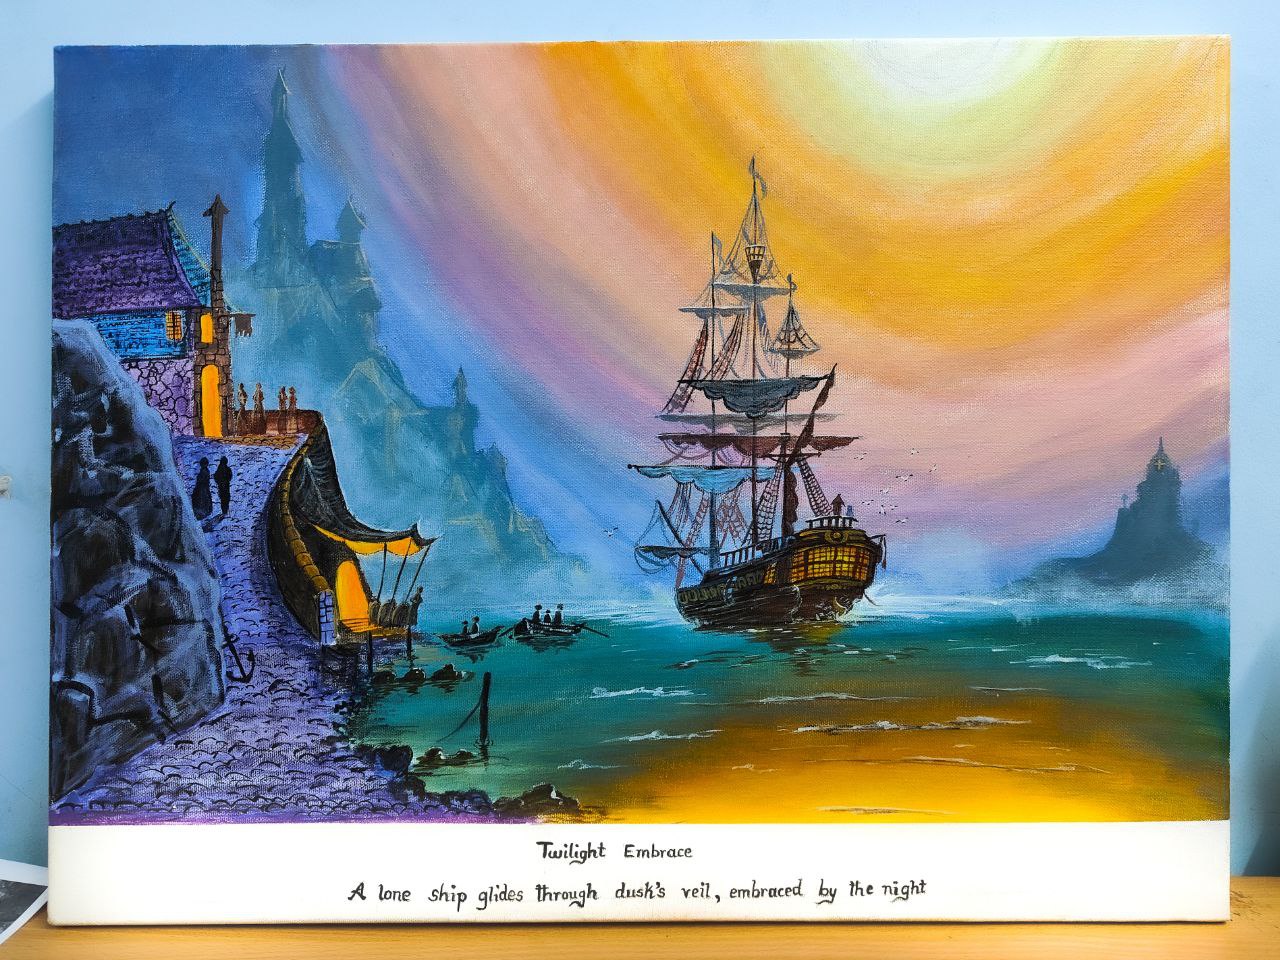 Twilight Embrace
A lone ship glides through dusk's veil, embraced by the night